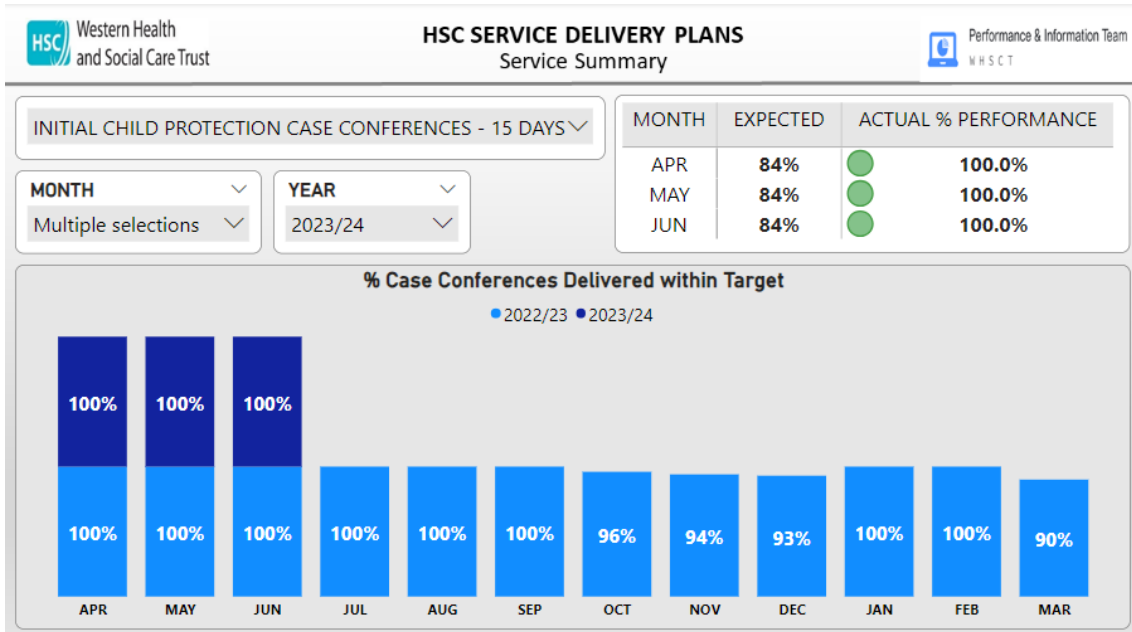 HSC
Western Health
and Social Care Trust
HSC SERVICE DELIVERY PLANS
Service Summary
Performance & Information Team
WHSCT
INITIAL CHILD PROTECTION CASE CONFERENCES - 15 DAYS
MONTH
Multiple selections
YEAR
2023/24
MONTH EXPECTED ACTUAL % PERFORMANCE
APR 84% 100.0%
MAY 84% 100.0%
JUN 84% 100.0%
% Case Conferences Delivered within Target
2022/23 2023/24
100% 100% 100%
100% 100% 100% 100% 100% 100% 96% 94% 93% 100% 100% 90%
APR MAY JUN JUL AUG SEP OCT NOV DEC JAN FEB MAR